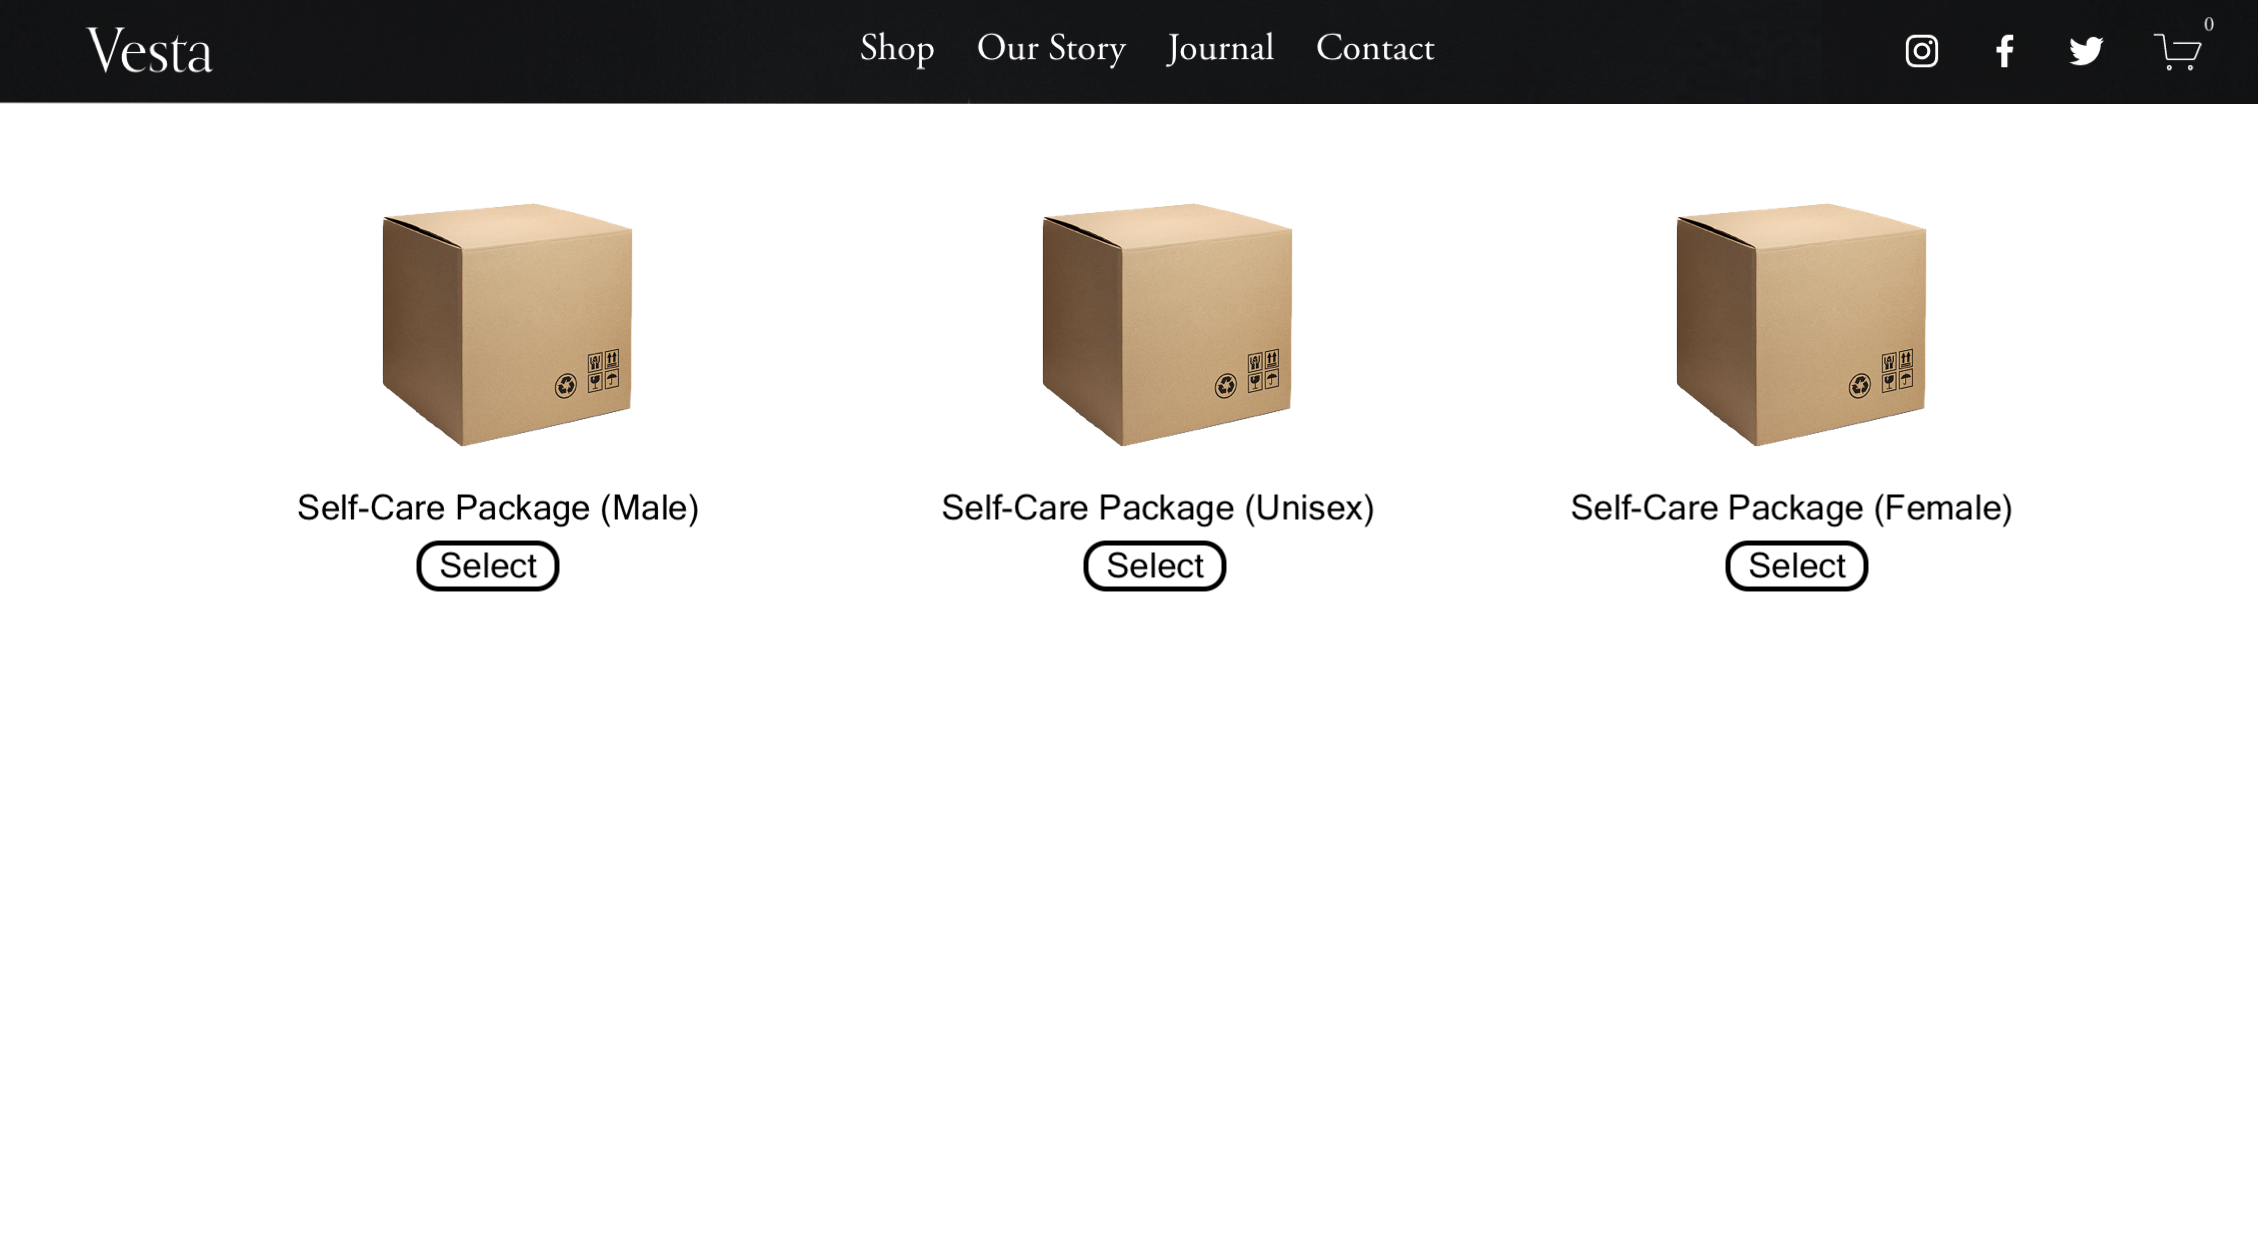 Vesta
Shop Our Story Journal Contact
0
Self-Care Package (Male)
Select
Self-Care Package (Unisex)
Select
Self-Care Package (Female)
Select